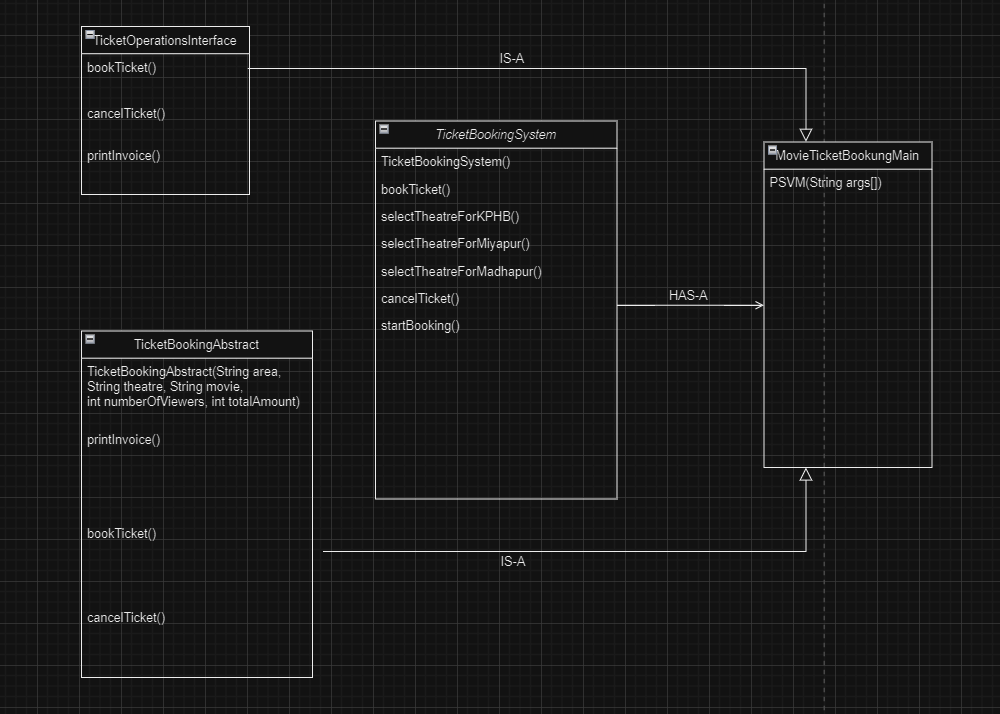 TicketOperationsInterface
bookTicket()
cancelTicket()
printInvoice()
IS-A
TicketBookingSystem
TicketBookingSystem()
bookTicket()
selectTheatreForKPHB()
selectTheatreForMiyapur()
selectTheatreForMadhapur()
cancelTicket()
startBooking()
HAS-A
MovieTicketBookungMain
PSVM(String args[])
TicketBookingAbstract
TicketBookingAbstract(String area,
String theatre, String movie,
int numberOfViewers, int totalAmount)
printInvoice()
bookTicket()
cancelTicket()
IS-A